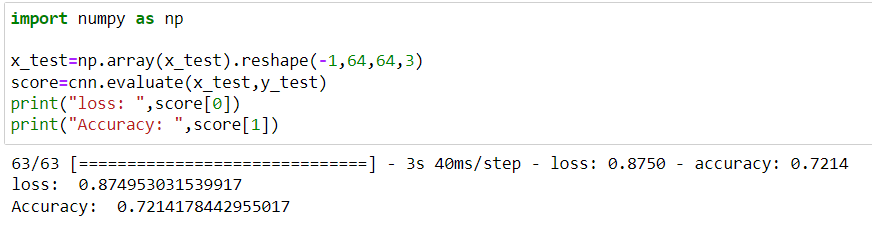 import numpy as np
x_test=np.array(x_test).reshape(-1,64,64,3)
score=cnn.evaluate(x_test,y_test)
print("loss: ",score[0])
print("Accuracy: ",score[1])
63/63 [==============================] - 3s 40ms/step - loss: 0.8750 - accuracy: 0.7214
loss:  0.874953031539917
Accuracy:  0.7214178442955017